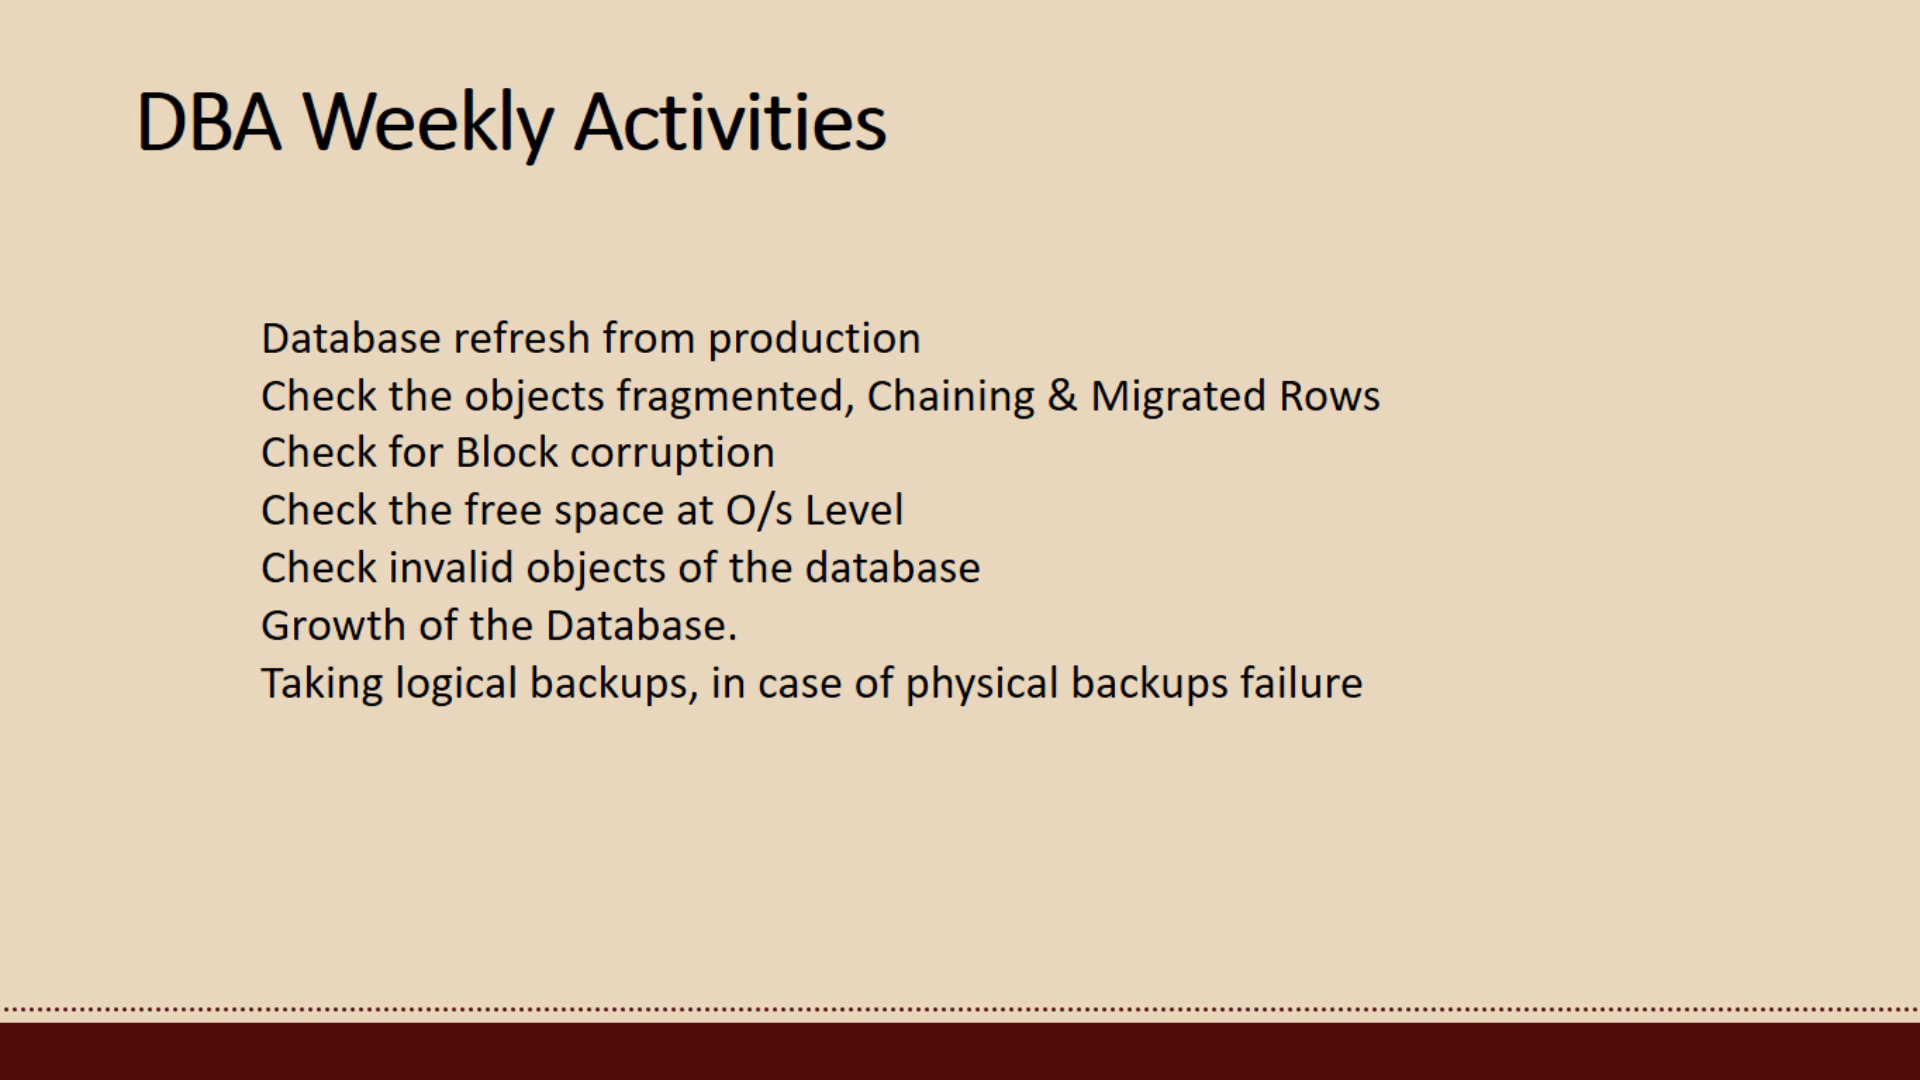 DBA Weekly Activities
Database refresh from production
Check the objects fragmented, Chaining & Migrated Rows
Check for Block corruption
Check the free space at O/s Level
Check invalid objects of the database
Growth of the Database.
Taking logical backups, in case of physical backups failure